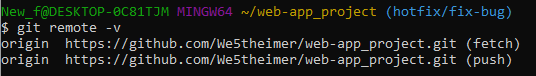 New_f@DESKTOP-0C81TJM MINGW64 ~/web-app_project (hotfix/fix-bug)
$ git remote -v
origin  https://github.com/We5theimer/web-app_project.git (fetch)
origin  https://github.com/We5theimer/web-app_project.git (push)